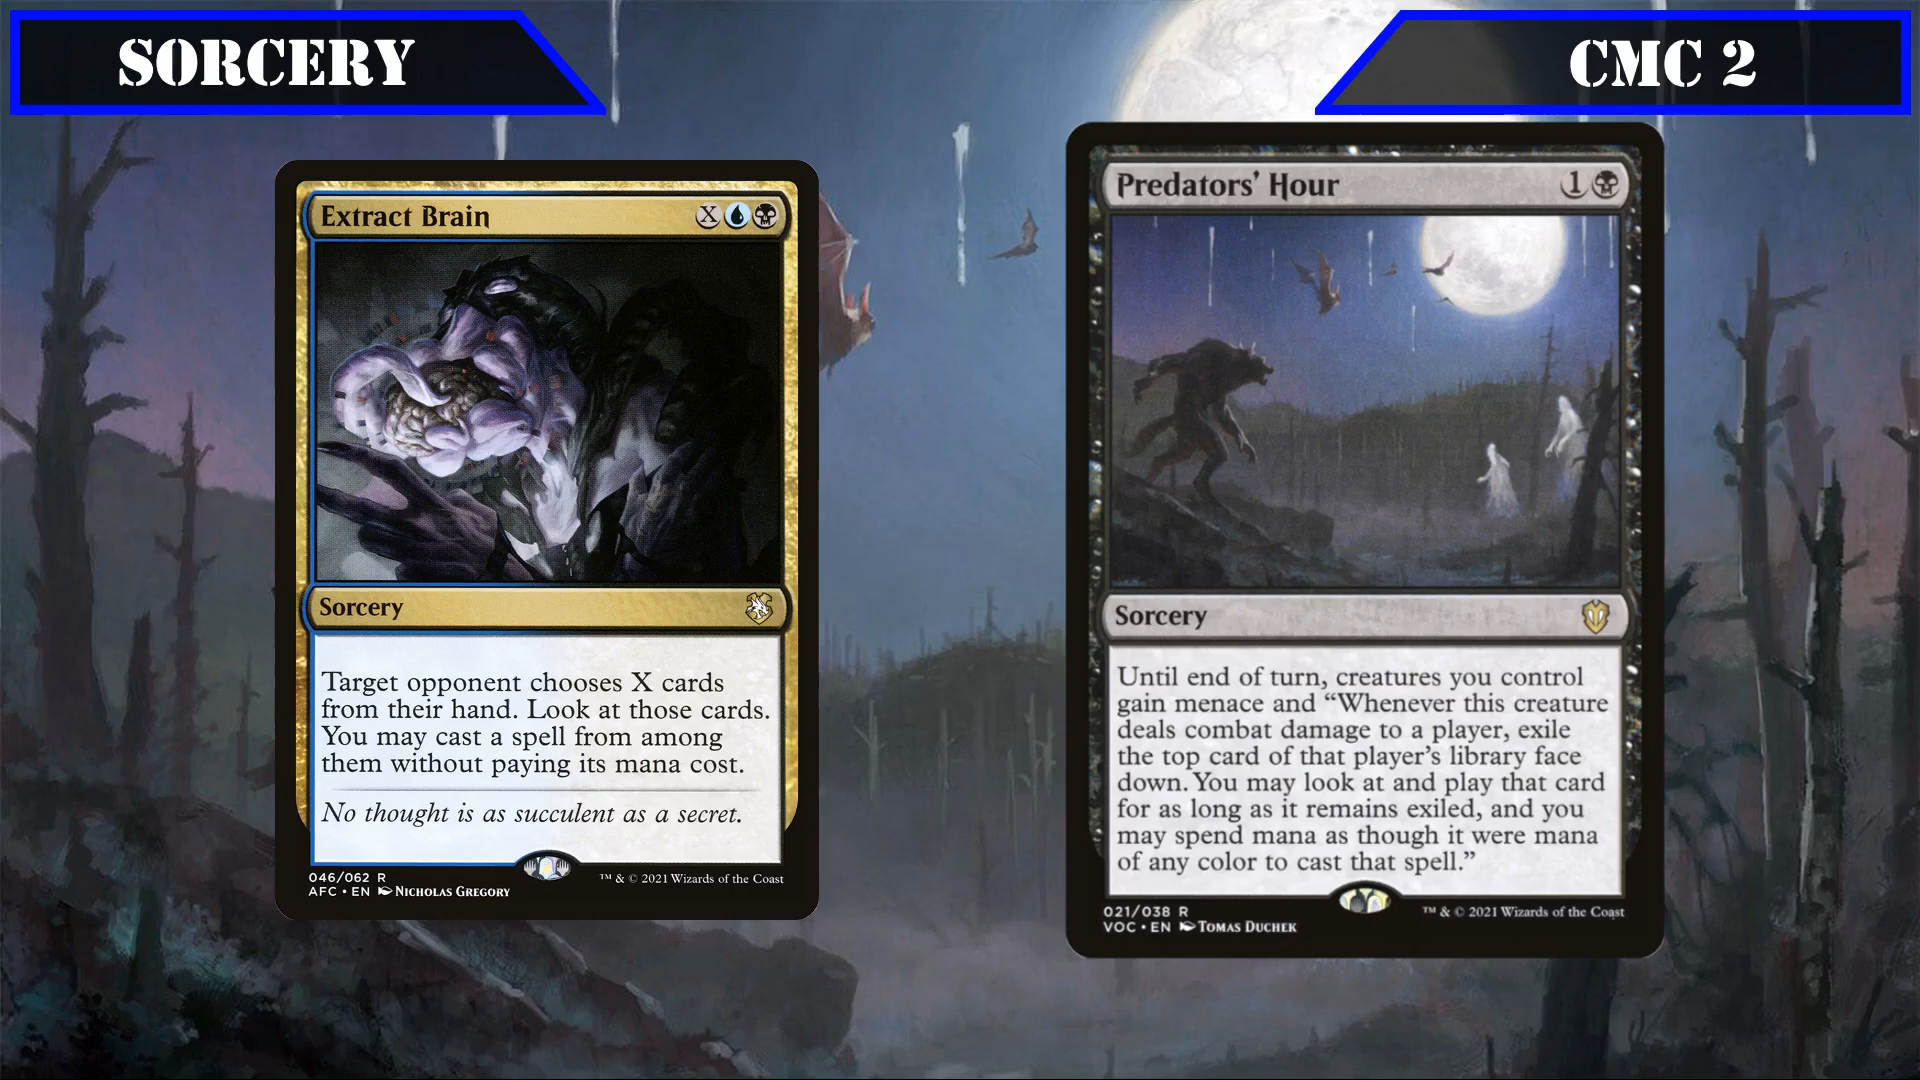 SORCERY
CMC 2
Extract Brain X
Sorcery
Target opponent chooses X cards
from their hand. Look at those cards.
You may cast a spell from among
them without paying its mana cost.
No thought is as succulent as a secret.
046/062 R
AFC • EN NICHOLAS GREGORY
™ & © 2021 Wizards of the Coast
Predators' Hour 1
Sorcery
Until end of turn, creatures you control
gain menace and “Whenever this creature
deals combat damage to a player, exile
the top card of that player's library face
down. You may look at and play that card
for as long as it remains exiled, and you
may spend mana as though it were mana
of any color to cast that spell.”
021/038 R
VOC • EN TOMAS DUCHEK
™ & © 2021 Wizards of the Coast